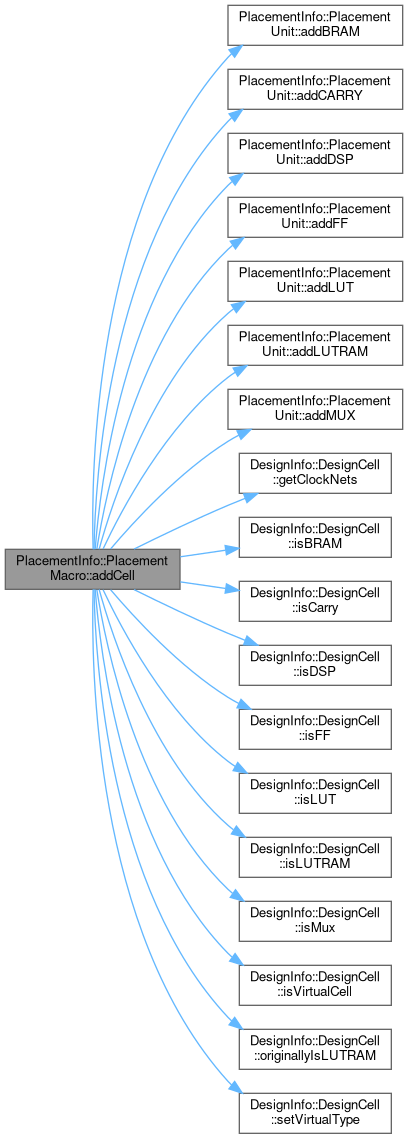 PlacementInfo::Placement
Unit::addBRAM
PlacementInfo::Placement
Unit::addCARRY
PlacementInfo::Placement
Unit::addDSP
PlacementInfo::Placement
Unit::addFF
PlacementInfo::Placement
Unit::addLUT
PlacementInfo::Placement
Unit::addLUTRAM
PlacementInfo::Placement
Unit::addMUX
DesignInfo::DesignCell
::getClockNets
PlacementInfo::Placement
Macro::addCell
DesignInfo::DesignCell
::isBRAM
DesignInfo::DesignCell
::isCarry
DesignInfo::DesignCell
::isDSP
DesignInfo::DesignCell
::isFF
DesignInfo::DesignCell
::isLUT
DesignInfo::DesignCell
::isLUTRAM
DesignInfo::DesignCell
::isMux
DesignInfo::DesignCell
::isVirtualCell
DesignInfo::DesignCell
::originallyIsLUTRAM
DesignInfo::DesignCell
::setVirtualType